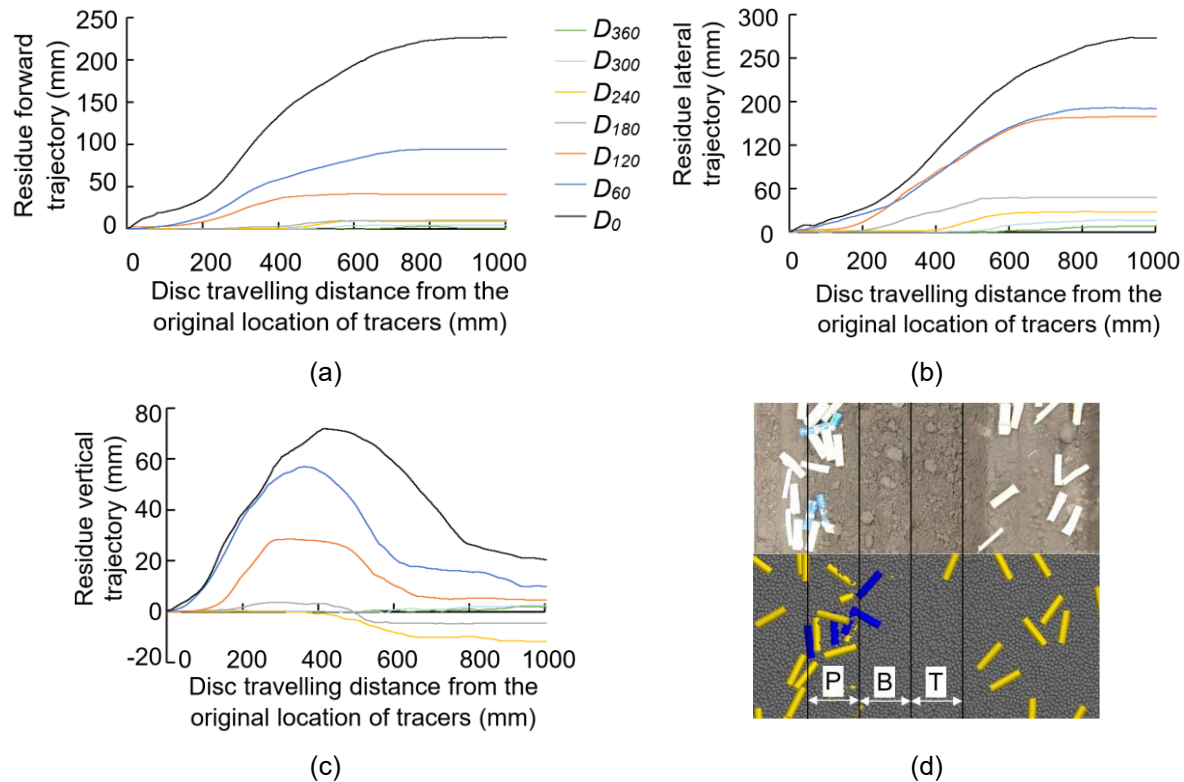 250
200
150
100
50
0
Residue forward
trajectory (mm)
0 200 400 600 800 1000
Disc travelling distance from the
original location of tracers (mm)
(a)
D360
D300
D240
D180
D120
D60
D0
300
300
200
120
60
0
Residue lateral
trajectory (mm)
0 200 400 600 800 1000
Disc travelling distance from the
original location of tracers (mm)
(b)
80
60
40
20
0
-20
Residue vertical
trajectory (mm)
0 200 400 600 800 1000
Disc travelling distance from the
original location of tracers (mm)
(c)
P B T
(d)